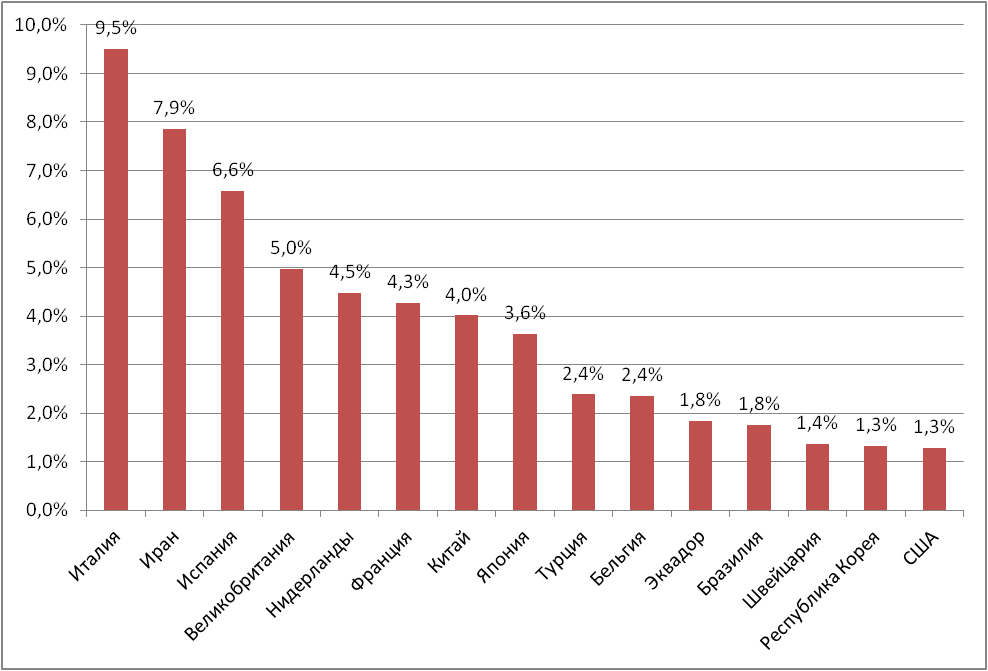 10,0%
9,0%
8,0%
7,0%
6,0%
5,0%
4,0%
3,0%
2,0%
1,0%
0,0%
9,5%
7,9%
6,6%
5,0%
4,5%
4,3%
4,0%
3,6%
2,4%
2,4%
1,8%
1,8%
1,4%
1,3%
1,3%
Италия
Иран
Испания
Великобритания
Нидерланды
Франция
Китай
Япония
Турция
Бельгия
Эквадор
Бразилия
Швейцария
Республика Корея
США